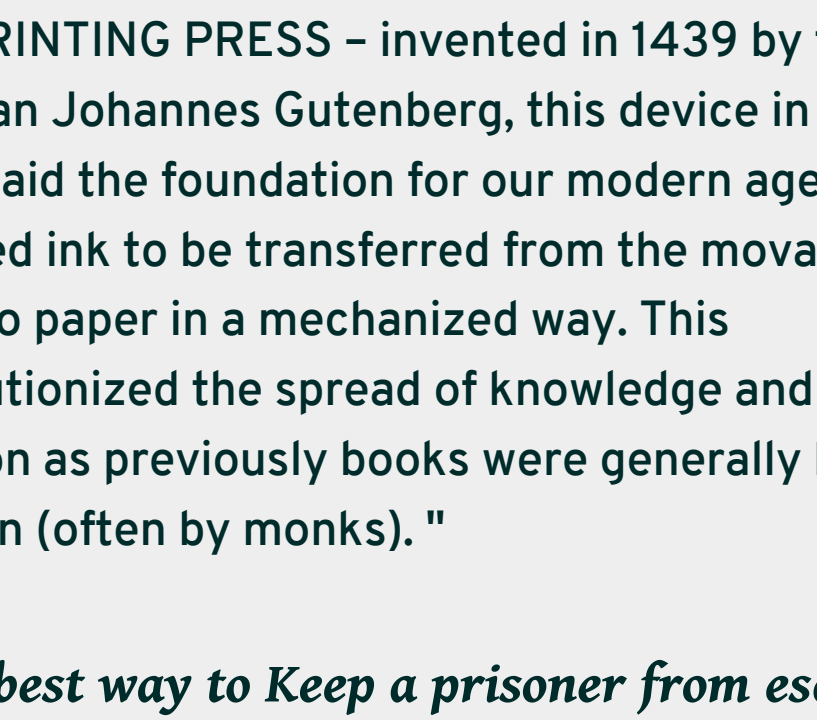 RINTING PRESS – invented in 1439 by
an Johannes Gutenberg, this device in
aid the foundation for our modern age
ed ink to be transferred from the mova
o paper in a mechanized way. This
utionized the spread of knowledge and
on as previously books were generally
n (often by monks). "
best way to Keep a prisoner from esc